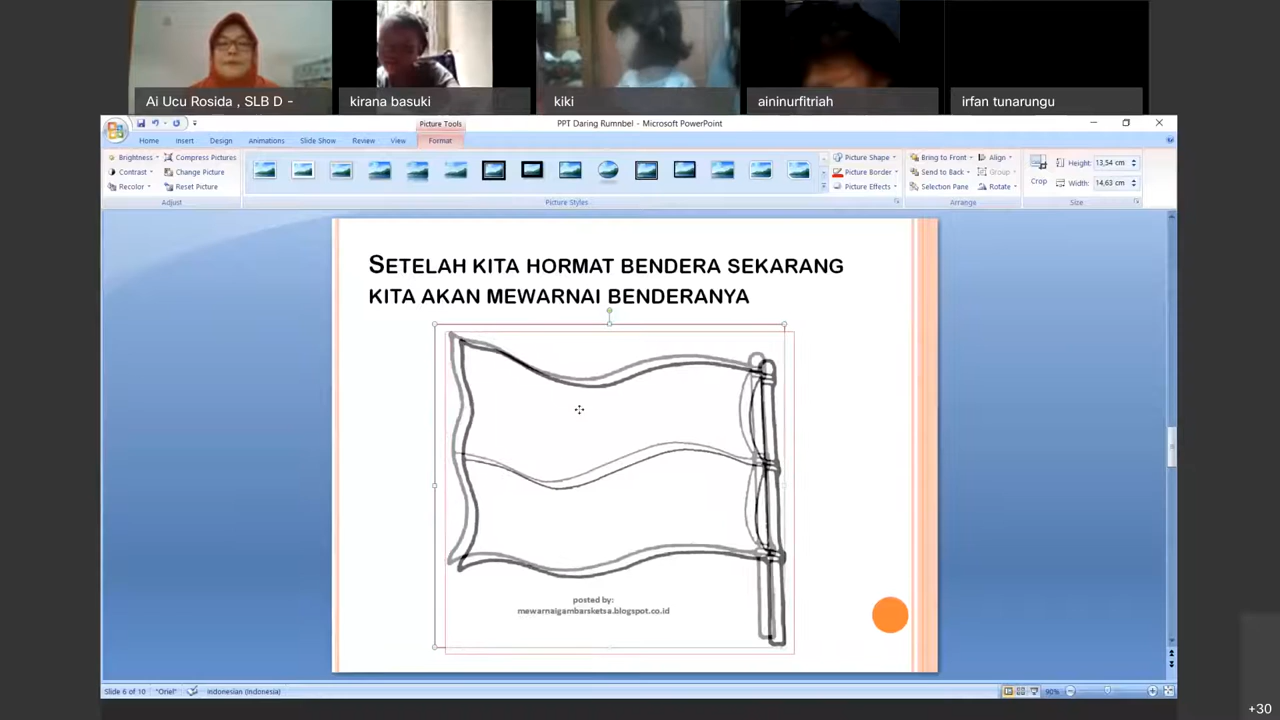 Ai Ucu Rosida , SLB D -
kirana basuki
kiki
aininurfitriah
irfan tunarungu
Picture Tools
PPT Daring Rumnbel - Microsoft PowerPoint
Home
Insert
Design
Animations
Slide Show
Review
View
Format
Brightness
Compress Pictures
Contrast
Change Picture
Recolor
Reset Picture
Adjust
Picture Styles
Picture Shape
Picture Border
Picture Effects
Bring to Front
Send to Back
Selection Pane
Align
Group
Rotate
Arrange
Crop
Height: 13,54 cm
Width: 14,63 cm
Size
SETELAH KITA HORMAT BENDERA SEKARANG
KITA AKAN MEWARNAI BENDERANYA
posted by:
mewarnaigambarsketsa.blogspot.co.id
Slide 6 of 10
"Oriel"
Indonesian (Indonesia)
90%
+30